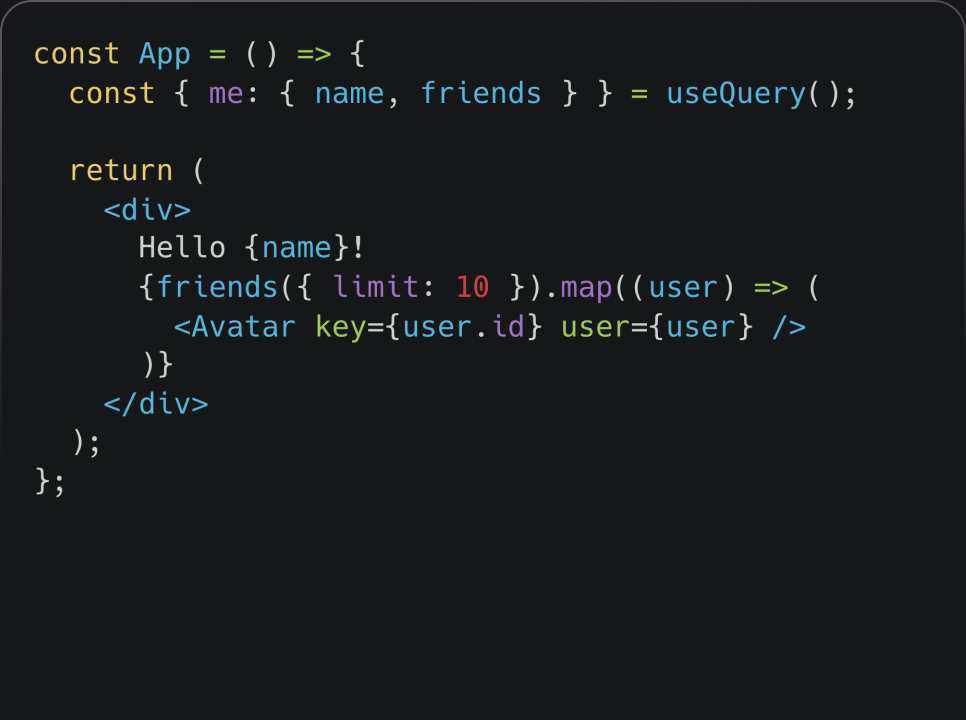 const App = () => {
  const { me: { name, friends } } = useQuery();

  return (
    <div>
      Hello {name}!
      {friends({ limit: 10 }).map((user) => (
        <Avatar key={user.id} user={user} />
      )}
    </div>
  );
};